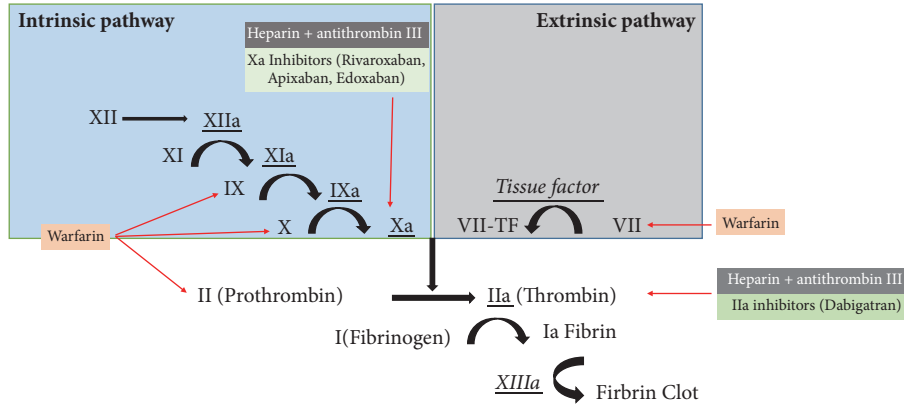 Intrinsic pathway
Extrinsic pathway
Heparin + antithrombin III
Xa Inhibitors (Rivaroxaban,
Apixaban, Edoxaban)
XII
XIIa
XI
XIa
IX
IXa
Tissue factor
X
Xa
VII-TF
VII
Warfarin
Warfarin
II (Prothrombin)
IIa (Thrombin)
Heparin + antithrombin III
IIa inhibitors (Dabigatran)
I(Fibrinogen)
Ia Fibrin
XIIIa
Firbrin Clot